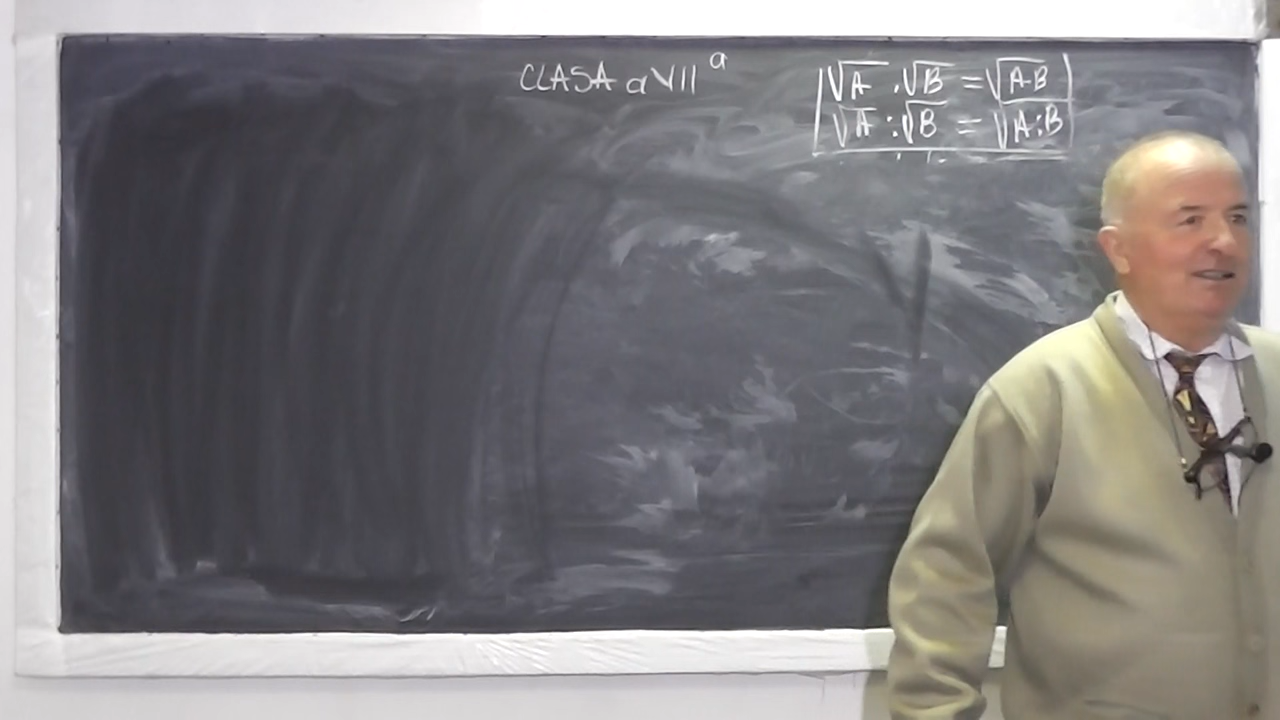 CLASA a VII a
√A · √B = √A·B
√A : √B = √A:B